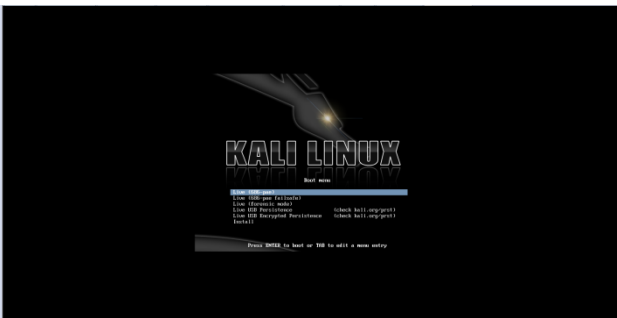 KALI LINUX
Boot menu
Live (686-pae)
Live (686-pae failsafe)
Live (forensic mode)
Live USB Persistence (check kali.org/prst)
Live USB Encrypted Persistence (check kali.org/prst)
Install
Press ENTER to boot or TAB to edit a menu entry